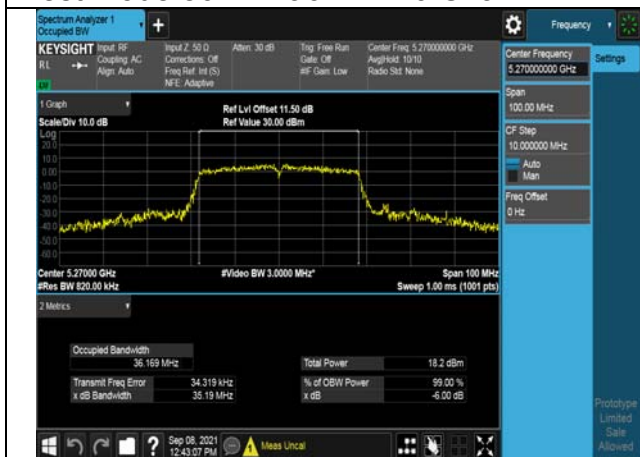 Spectrum Analyzer 1
Occupied BW
+
Frequency
KEYSIGHT Input: RF Input Z: 50 Ω Atten: 30 dB Trig: Free Run Center Freq: 5.270000000 GHz
RL Coupling: AC Corrections: Off Gate: Off Avg|Hold: 10/10
Align: Auto Freq Ref: Int (S) #IF Gain: Low Radio Std: None
NFE: Adaptive
Center Frequency
5.270000000 GHz
Settings
Span
100.00 MHz
CF Step
10.000000 MHz
Auto
Man
Freq Offset
0 Hz
1 Graph
Ref Lvl Offset 11.50 dB
Scale/Div 10.0 dB Ref Value 30.00 dBm
Log
20.0
10.0
0.00
-10.0
-20.0
-30.0
-40.0
-50.0
-60.0
Center 5.27000 GHz #Video BW 3.0000 MHz* Span 100 MHz
#Res BW 820.00 kHz Sweep 1.00 ms (1001 pts)
2 Metrics
Occupied Bandwidth
36.169 MHz Total Power 18.2 dBm
Transmit Freq Error 34.319 kHz % of OBW Power 99.00 %
x dB Bandwidth 35.19 MHz x dB -6.00 dB
Prototype
Limited
Sale
Allowed
? Sep 08, 2021
12:43:07 PM
Meas Uncal